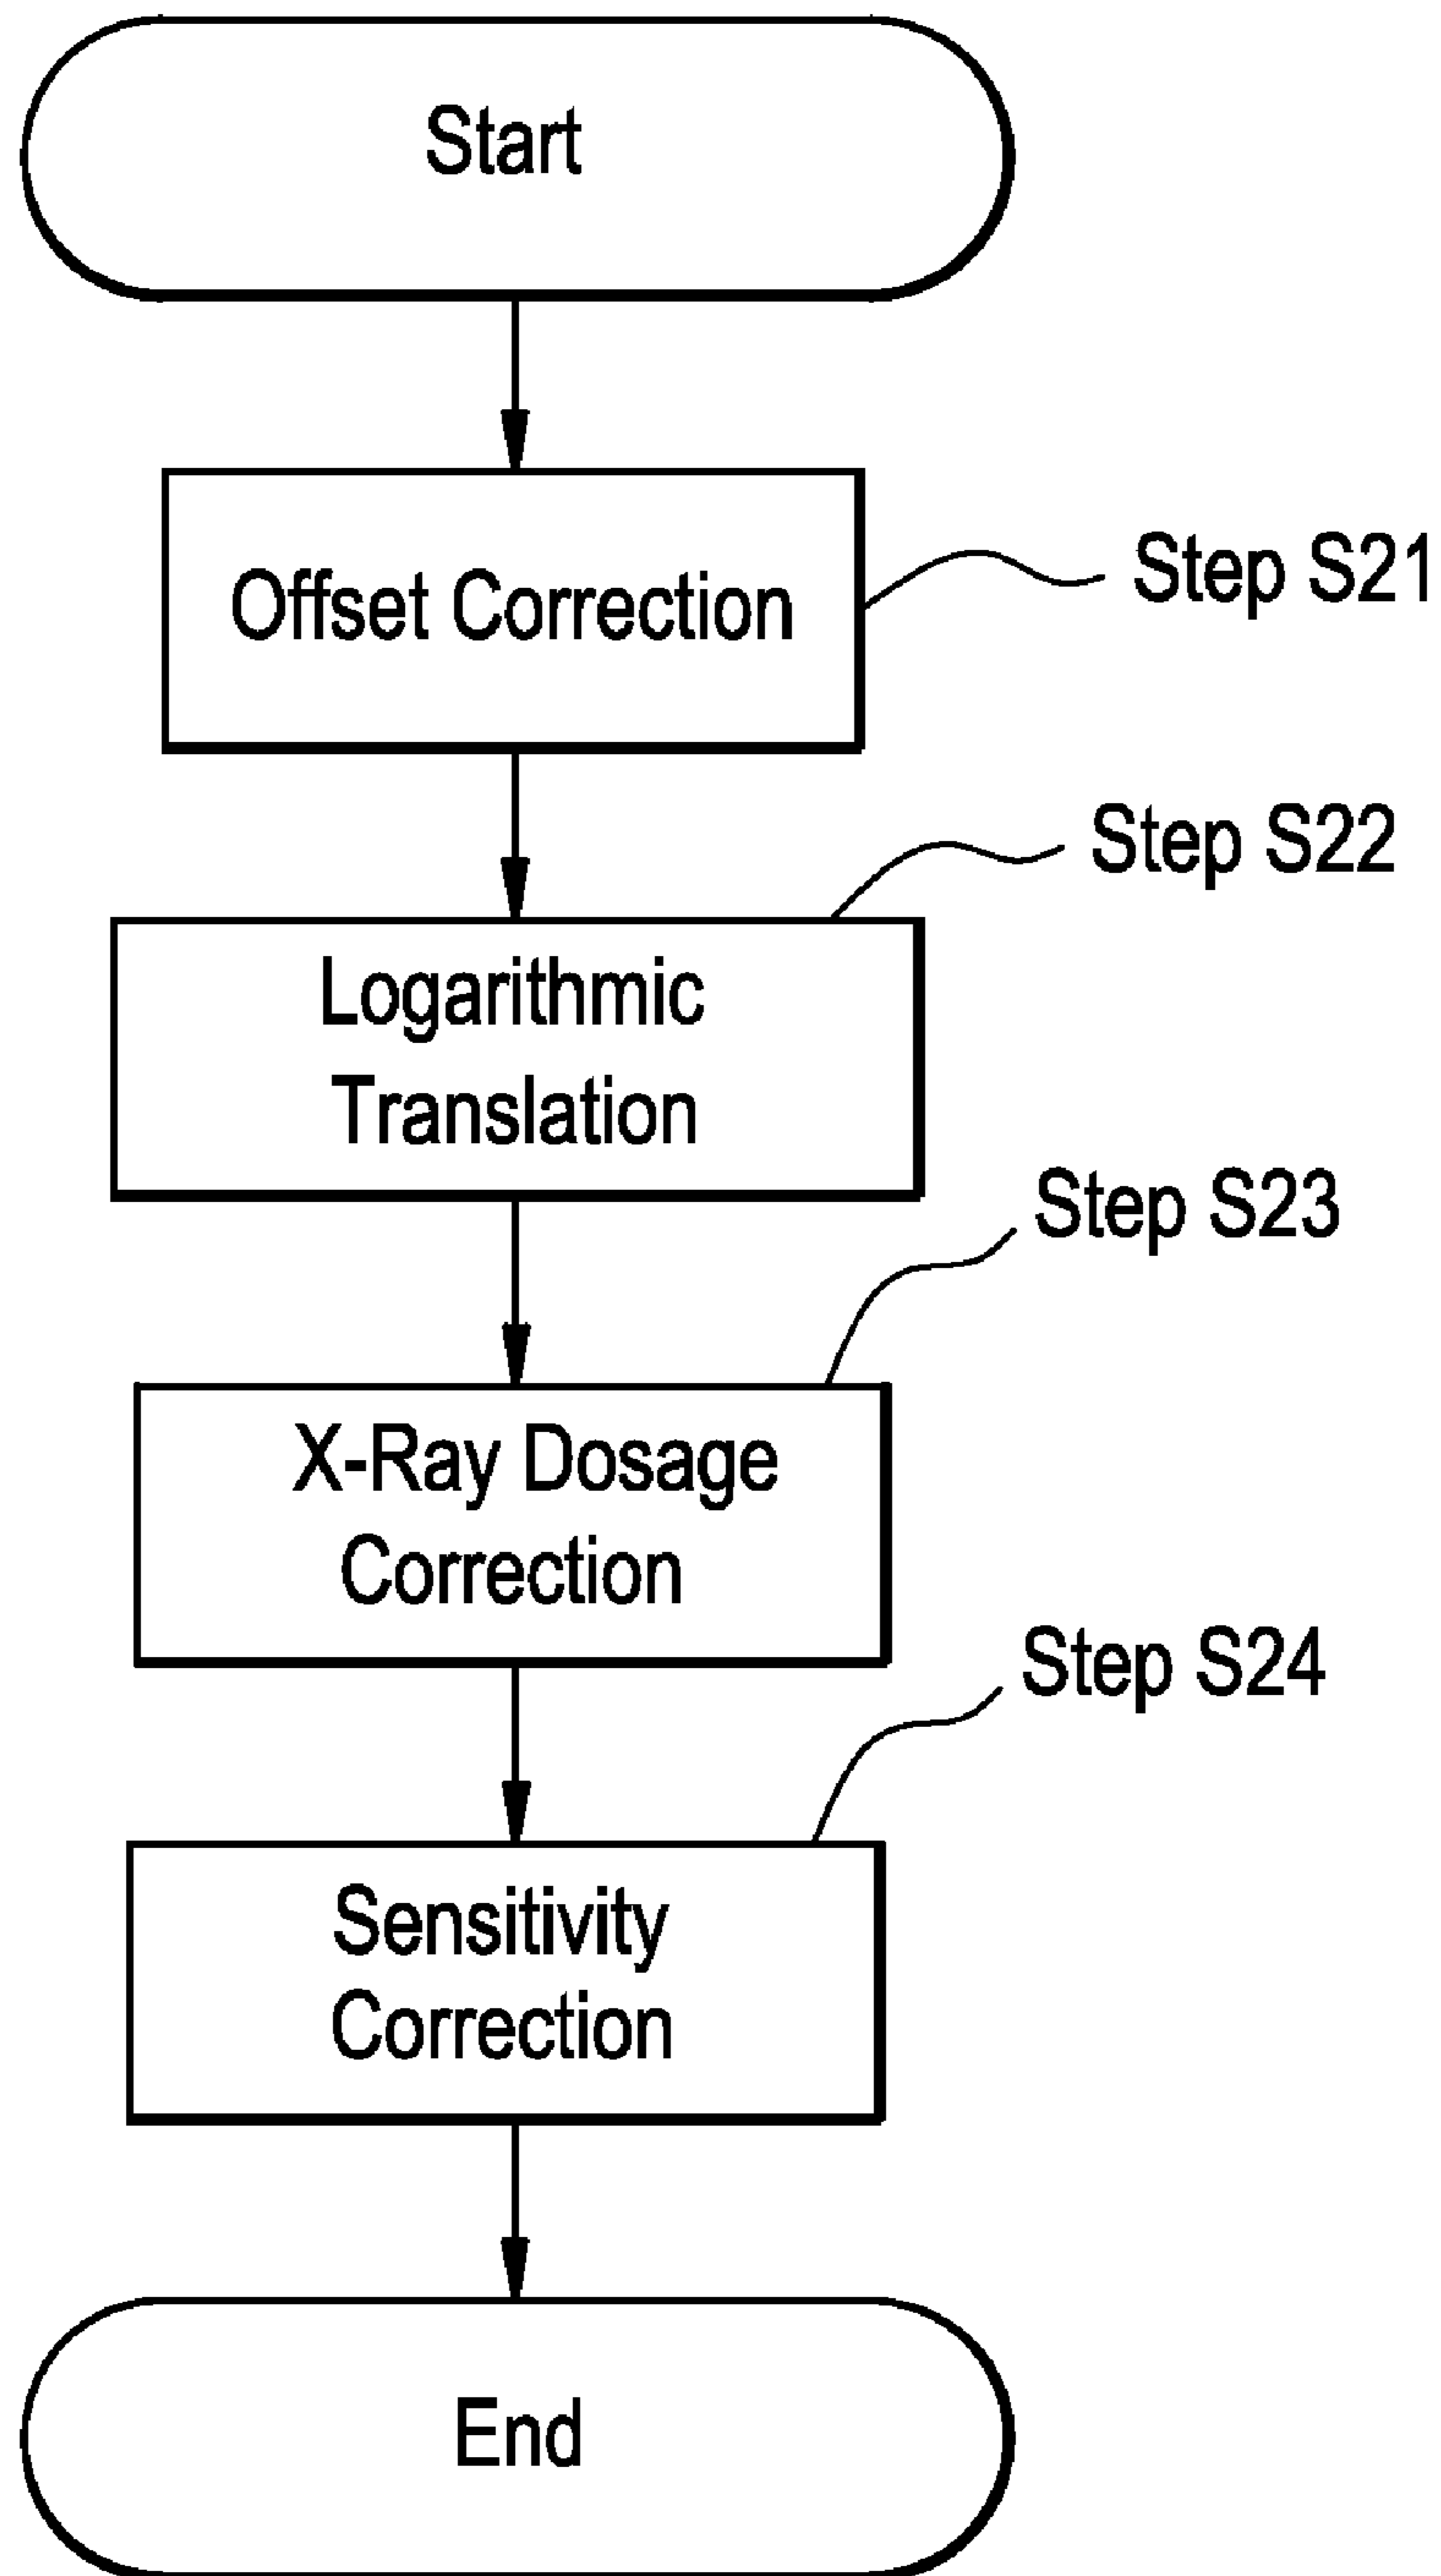 Start
Offset Correction
Step S21
Step S22
Logarithmic
Translation
Step S23
X-Ray Dosage
Correction
Step S24
Sensitivity
Correction
End